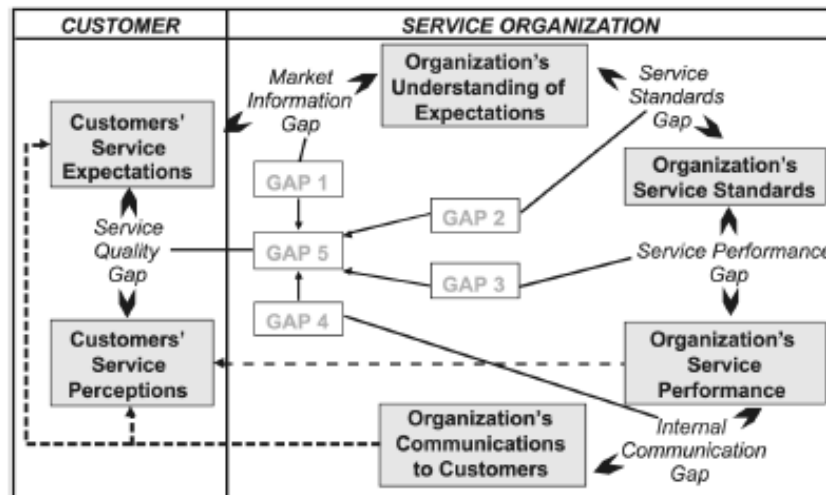 CUSTOMER
SERVICE ORGANIZATION
Organization's
Understanding of
Expectations
Market
Information
Gap
Service
Standards
Gap
Customers'
Service
Expectations
Organization's
Service Standards
GAP 1
GAP 2
Service
Quality
Gap
GAP 5
Service Performance
Gap
GAP 3
GAP 4
Customers'
Service
Perceptions
Organization's
Service
Performance
Organization's
Communications
to Customers
Internal
Communication
Gap